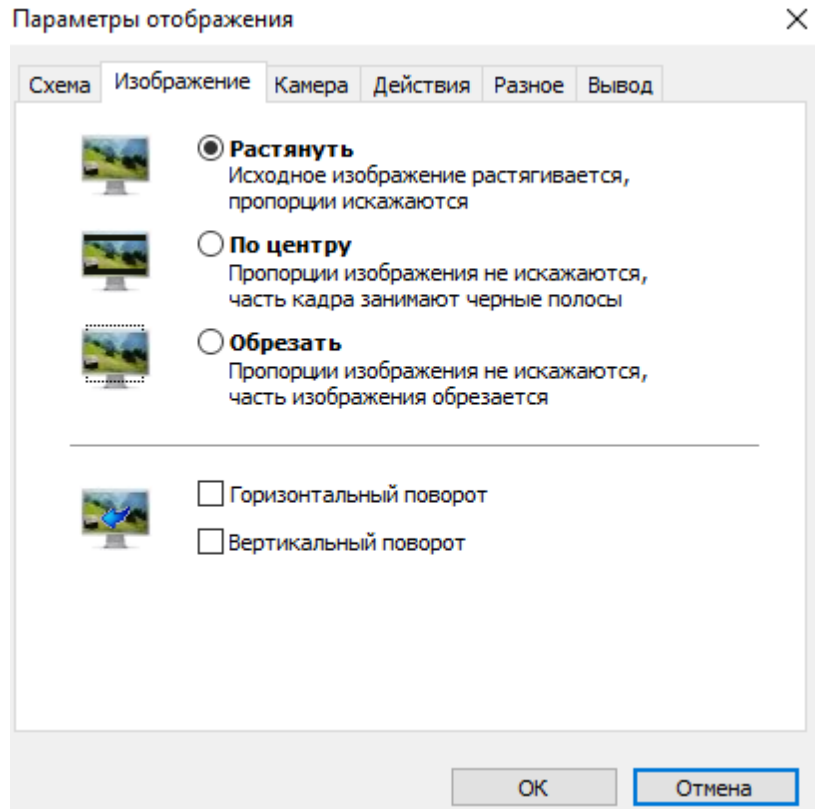 Параметры отображения
Схема Изображение Камера Действия Разное Вывод
Растянуть
Исходное изображение растягивается,
пропорции искажаются
По центру
Пропорции изображения не искажаются,
часть кадра занимают черные полосы
Обрезать
Пропорции изображения не искажаются,
часть изображения обрезается
Горизонтальный поворот
Вертикальный поворот
ОК Отмена